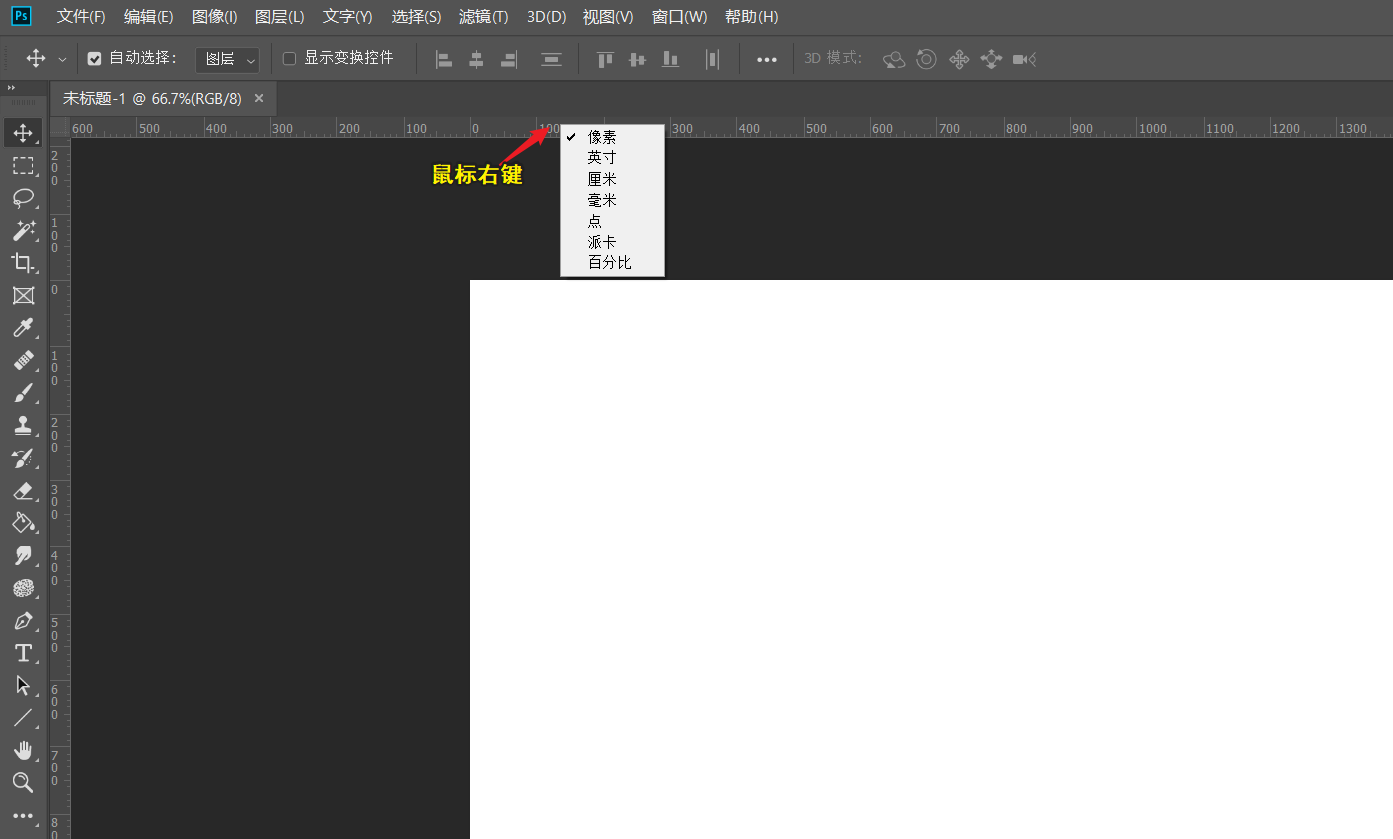 Ps 文件(F) 编辑(E) 图像(I) 图层(L) 文字(Y) 选择(S) 滤镜(T) 3D(D) 视图(V) 窗口(W) 帮助(H)
自动选择： 图层 显示变换控件 3D 模式：
未标题-1 @ 66.7%(RGB/8) ×
600 500 400 300 200 100 0 100 300 400 500 600 700 800 900 1000 1100 1200 1300
像素
英寸
厘米
毫米
点
派卡
百分比
鼠标右键
200
100
0
100
200
300
400
500
600
700
80